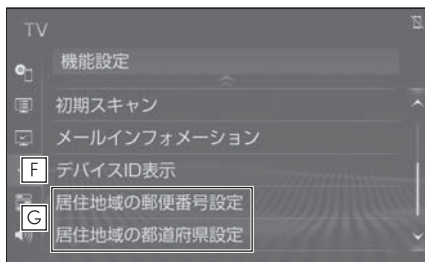 TV
機能設定
初期スキャン
メールインフォメーション
F デバイスID表示
G 居住地域の郵便番号設定
居住地域の都道府県設定